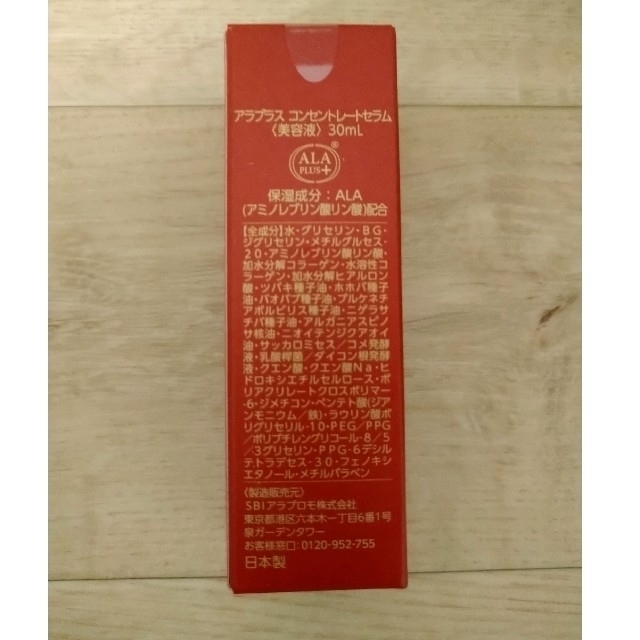 アラプラス コンセントレートセラム
〈美容液〉 30mL
ALA
PLUS+
®
保湿成分：ALA
(アミノレブリン酸リン酸)配合
【全成分】水・グリセリン・BG・
ジグリセリン・メチルグルセス-
20・アミノレブリン酸リン酸・
加水分解コラーゲン・水溶性コ
ラーゲン・加水分解ヒアルロン
酸・ツバキ種子油・ホホバ種子
油・バオバブ種子油・プルケネチ
アボルビリス種子油・ニゲラサ
チバ種子油・アルガニアスピノ
サ核油・ニオイテンジクアオイ
油・サッカロミセス／コメ発酵
液・乳酸桿菌／ダイコン根発酵
液・クエン酸・クエン酸Na・ヒ
ドロキシエチルセルロース・ポ
リアクリレートクロスポリマー
-6・ジメチコン・ペンテト酸(ジアン
モニウム／鉄)・ラウリン酸ポ
リグリセリル-10・PEG／PPG
／ポリブチレングリコール-8／5
／3グリセリン・PPG-6デシル
テトラデセス-30・フェノキシ
エタノール・メチルパラベン
〈製造販売元〉
SBIアラプロモ株式会社
東京都港区六本木一丁目6番1号
泉ガーデンタワー
お客様窓口：0120-952-755
日本製